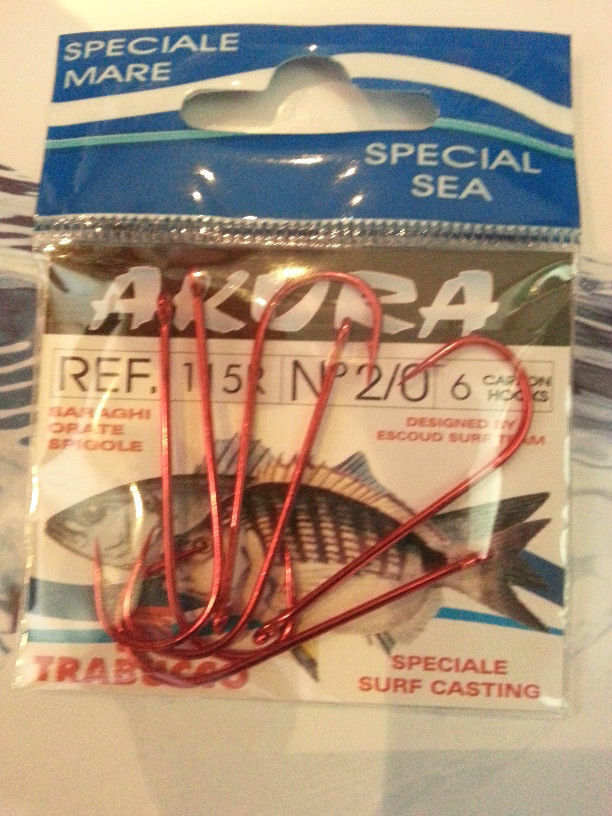 SPECIALE
MARE
SPECIAL
SEA
AKURA
REF. 115R Nº 2/0 6 CARBON HOOKS
SARAGHI
ORATE
SPIGOLE
DESIGNED BY
ESCOUD SURF TEAM
TRABUCCO
SPECIALE
SURF CASTING